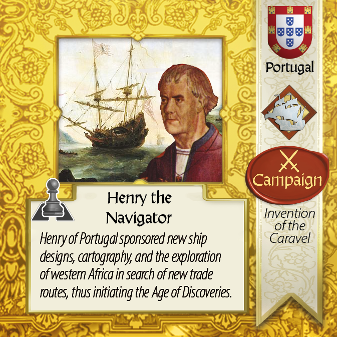 Portugal
Campaign
Invention
of the
Caravel
Henry the
Navigator
Henry of Portugal sponsored new ship
designs, cartography, and the exploration
of western Africa in search of new trade
routes, thus initiating the Age of Discoveries.